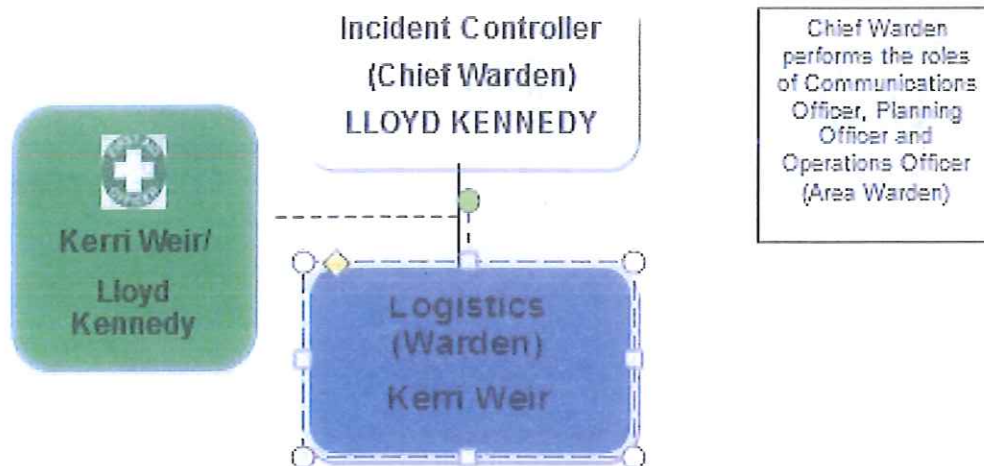 Incident Controller
(Chief Warden)
LLOYD KENNEDY
Chief Warden
performs the roles
of Communications
Officer, Planning
Officer and
Operations Officer
(Area Warden)
Kerri Weir/
Lloyd
Kennedy
Logistics
(Warden)
Kerri Weir